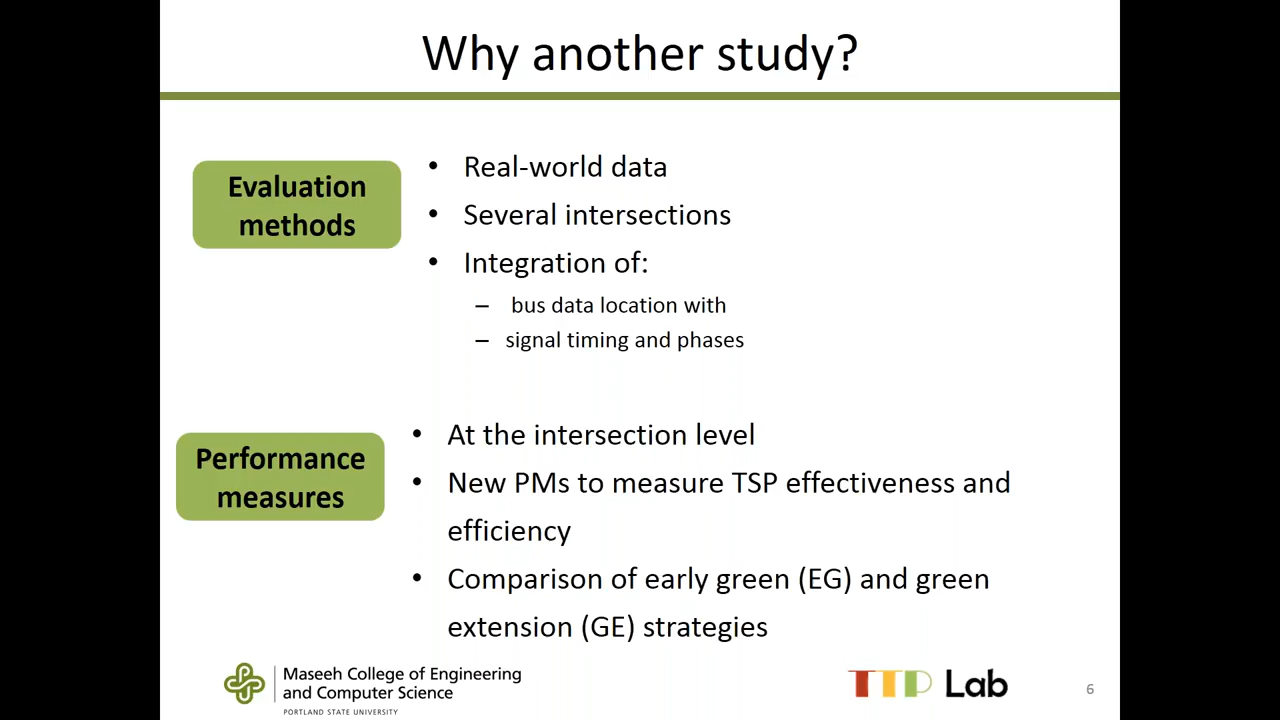 Why another study?
Evaluation
methods
• Real-world data
• Several intersections
• Integration of:
– bus data location with
– signal timing and phases
Performance
measures
• At the intersection level
• New PMs to measure TSP effectiveness and
efficiency
• Comparison of early green (EG) and green
extension (GE) strategies
Maseeh College of Engineering
and Computer Science
PORTLAND STATE UNIVERSITY
TTP Lab
6